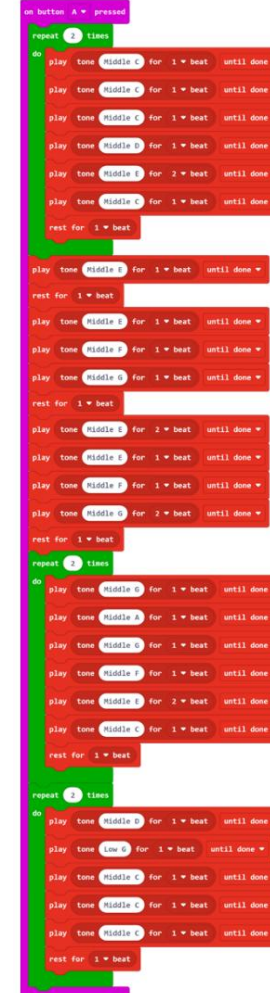 on button A ▾ pressed
repeat 2 times
do
play tone Middle C for 1 ▾ beat until done
play tone Middle C for 1 ▾ beat until done
play tone Middle C for 1 ▾ beat until done
play tone Middle D for 1 ▾ beat until done
play tone Middle E for 2 ▾ beat until done
play tone Middle C for 1 ▾ beat until done
rest for 1 ▾ beat
play tone Middle E for 1 ▾ beat until done ▾
rest for 1 ▾ beat
play tone Middle E for 1 ▾ beat until done ▾
play tone Middle F for 1 ▾ beat until done ▾
play tone Middle G for 1 ▾ beat until done ▾
rest for 1 ▾ beat
play tone Middle E for 2 ▾ beat until done ▾
play tone Middle E for 1 ▾ beat until done ▾
play tone Middle F for 1 ▾ beat until done ▾
play tone Middle G for 2 ▾ beat until done ▾
rest for 1 ▾ beat
repeat 2 times
do
play tone Middle G for 1 ▾ beat until done
play tone Middle A for 1 ▾ beat until done
play tone Middle G for 1 ▾ beat until done
play tone Middle F for 1 ▾ beat until done
play tone Middle E for 2 ▾ beat until done
play tone Middle C for 1 ▾ beat until done
rest for 1 ▾ beat
repeat 2 times
do
play tone Middle D for 1 ▾ beat until done
play tone Low G for 1 ▾ beat until done ▾
play tone Middle C for 1 ▾ beat until done
play tone Middle C for 1 ▾ beat until done
play tone Middle C for 1 ▾ beat until done
rest for 1 ▾ beat